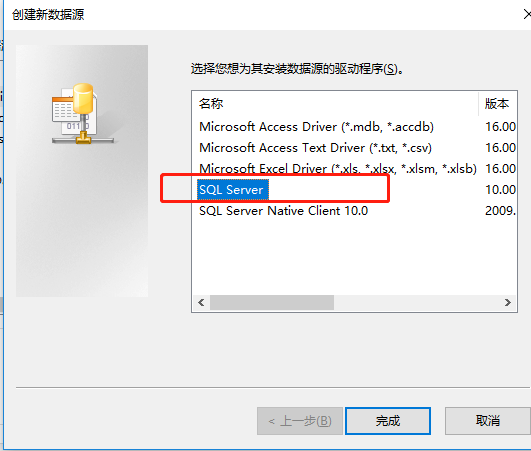 创建新数据源
选择您想为其安装数据源的驱动程序(S)。
名称 版本
Microsoft Access Driver (*.mdb, *.accdb) 16.00
Microsoft Access Text Driver (*.txt, *.csv) 16.00
Microsoft Excel Driver (*.xls, *.xlsx, *.xlsm, *.xlsb) 16.00
SQL Server 10.00
SQL Server Native Client 10.0 2009.
< 上一步(B) 完成 取消